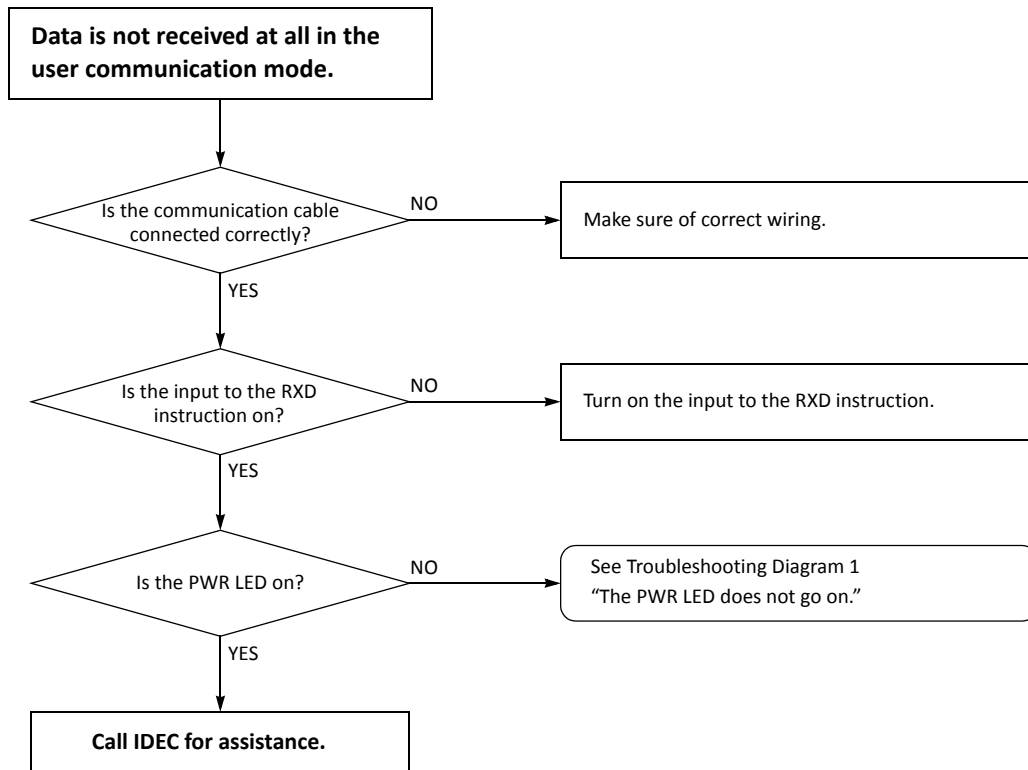 Data is not received at all in the
user communication mode.
Is the communication cable
connected correctly?
NO
Make sure of correct wiring.
YES
Is the input to the RXD
instruction on?
NO
Turn on the input to the RXD instruction.
YES
Is the PWR LED on?
NO
See Troubleshooting Diagram 1
“The PWR LED does not go on.”
YES
Call IDEC for assistance.